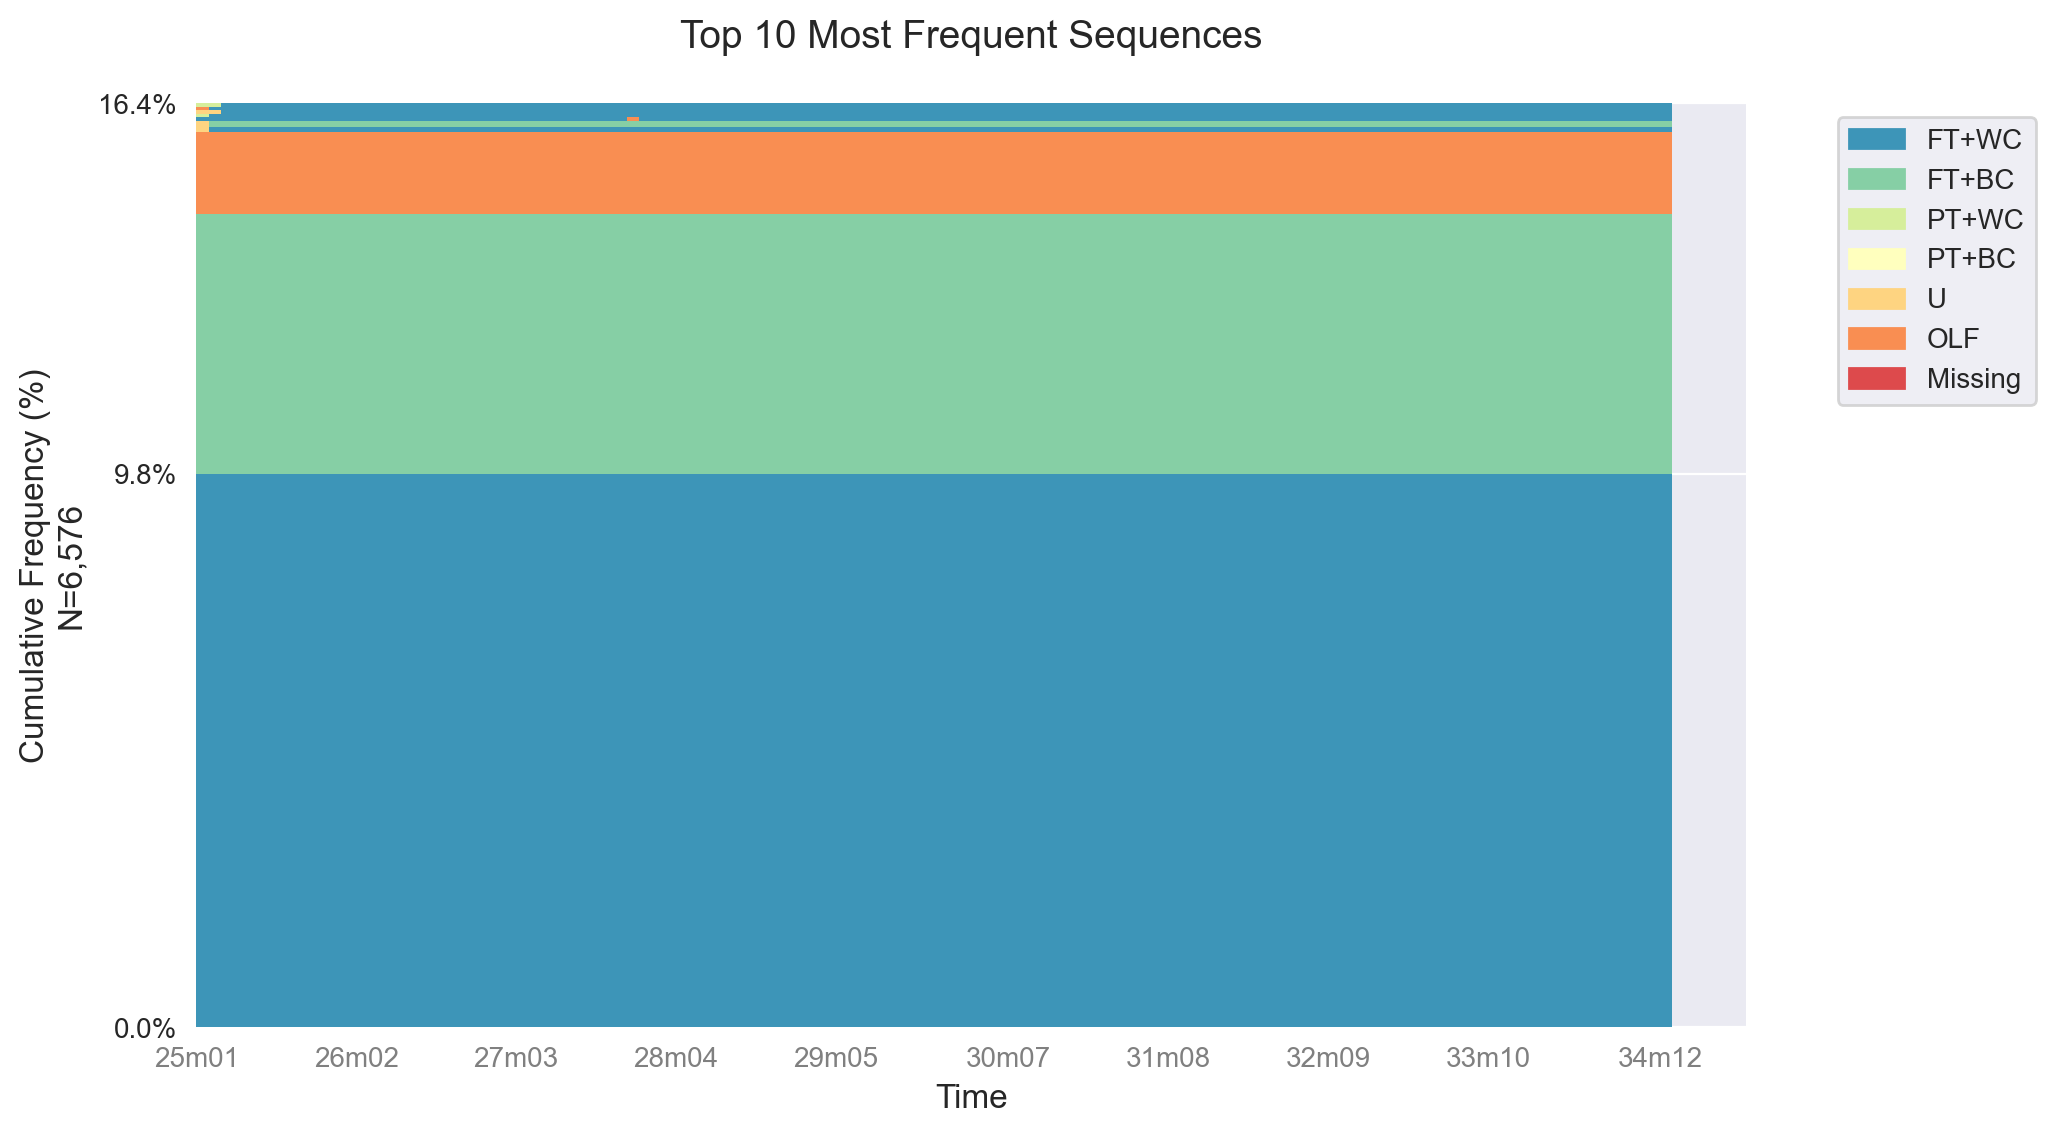 Top 10 Most Frequent Sequences
16.4%
9.8%
0.0%
Cumulative Frequency (%)
N=6,576
25m01 26m02 27m03 28m04 29m05 30m07 31m08 32m09 33m10 34m12
Time
FT+WC
FT+BC
PT+WC
PT+BC
U
OLF
Missing